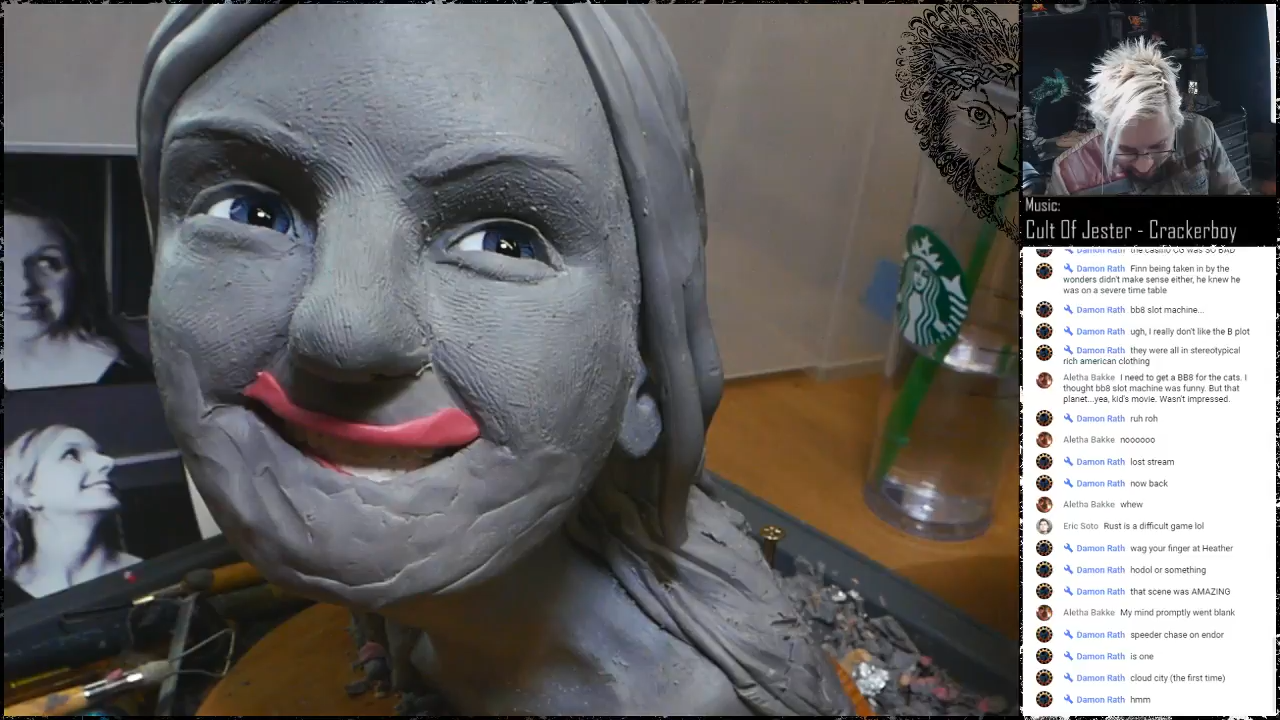 Music:
Cult Of Jester - Crackerboy
Damon Rath the casino CG was SO BAD
Damon Rath Finn being taken in by the
wonders didn't make sense either, he knew he
was on a severe time table
Damon Rath bb8 slot machine...
Damon Rath ugh, I really don't like the B plot
Damon Rath they were all in stereotypical
rich american clothing
Aletha Bakke I need to get a BB8 for the cats. I
thought bb8 slot machine was funny. But that
planet...yea, kid's movie. Wasn't impressed.
Damon Rath ruh roh
Aletha Bakke noooooo
Damon Rath lost stream
Damon Rath now back
Aletha Bakke whew
Eric Soto Rust is a difficult game lol
Damon Rath wag your finger at Heather
Damon Rath hodol or something
Damon Rath that scene was AMAZING
Aletha Bakke My mind promptly went blank
Damon Rath speeder chase on endor
Damon Rath is one
Damon Rath cloud city (the first time)
Damon Rath hmm